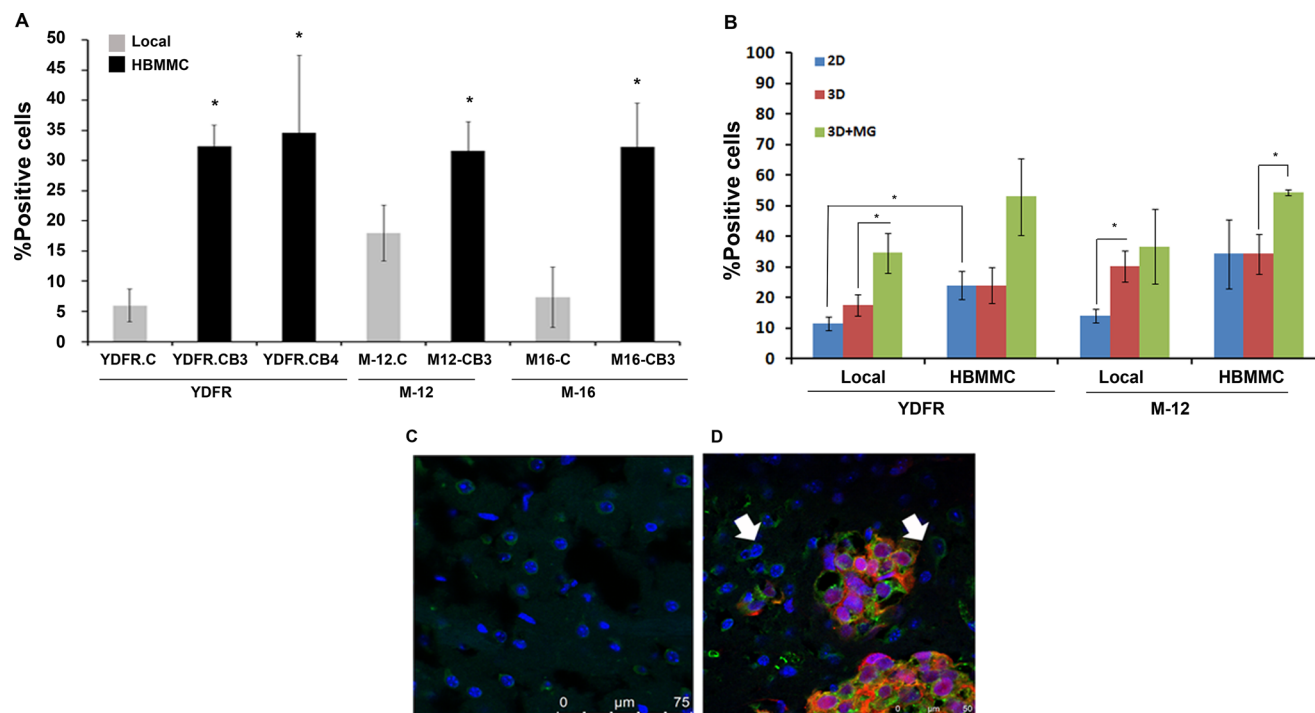 A
%Positive cells
50
45
40
35
30
25
20
15
10
5
0
Local
HBMMC
*
*
*
*
YDFR.C YDFR.CB3 YDFR.CB4 M-12.C M12-CB3 M16-C M16-CB3
YDFR M-12 M-16
B
%Positive cells
100
90
80
70
60
50
40
30
20
10
0
2D
3D
3D+MG
*
*
*
*
Local HBMMC Local HBMMC
YDFR M-12
C
0 µm 75
D
0 µm 50